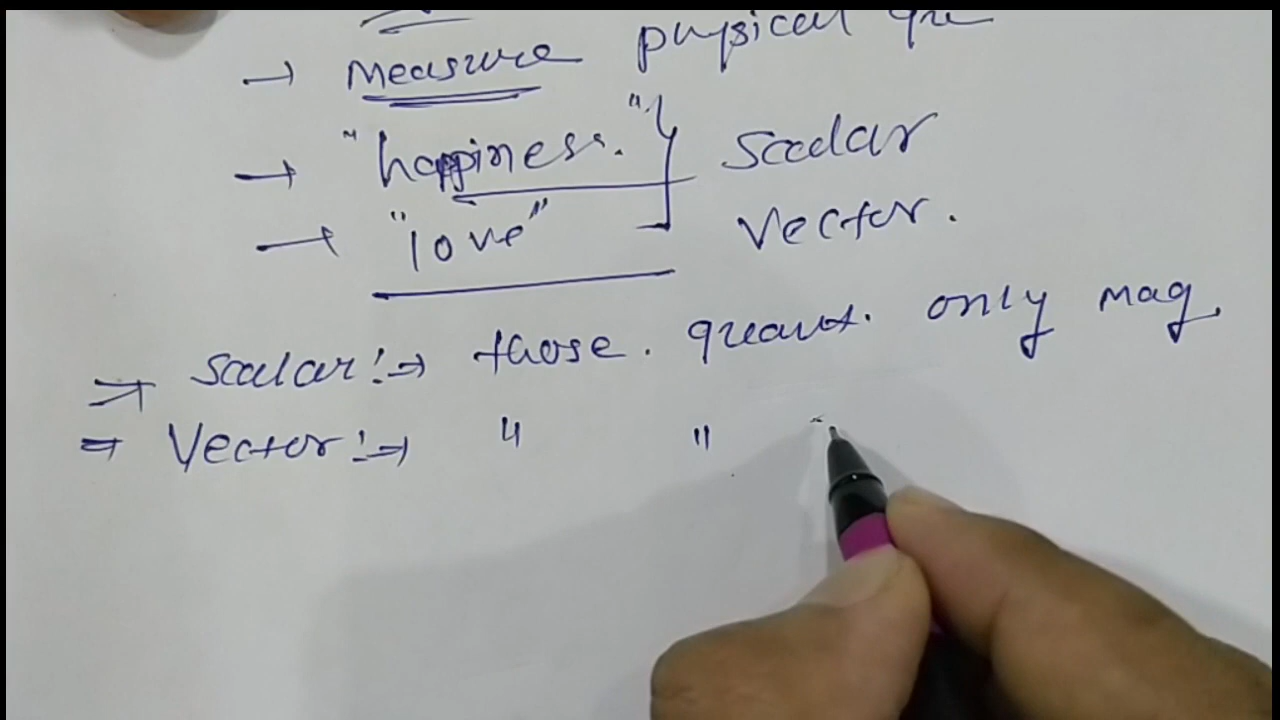 → measure physical
→ "happiness." } Scalar
→ "love" Vector.
⇒ Scalar :→ those. quant. only mag.
⇒ Vector :→ " "